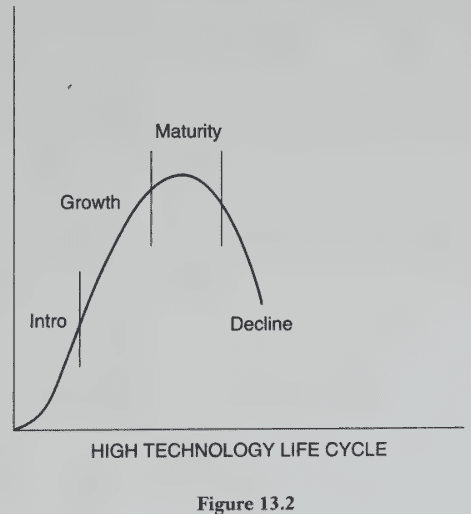 Maturity
Growth
Intro
Decline
HIGH TECHNOLOGY LIFE CYCLE
Figure 13.2